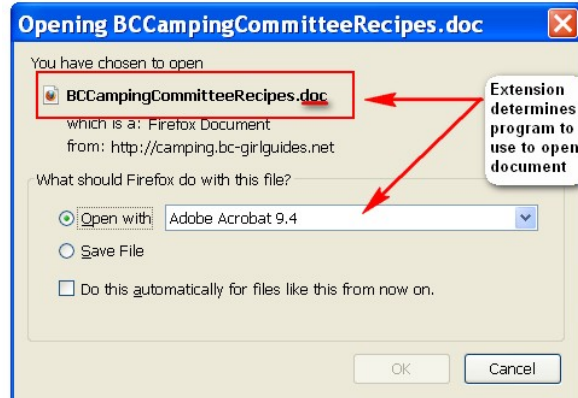 Opening BCCampingCommitteeRecipes.doc
You have chosen to open
BCCampingCommitteeRecipes.doc
which is a: Firefox Document
from: http://camping.bc-girlguides.net
Extension
determines
program to
use to open
document
What should Firefox do with this file?
Open with Adobe Acrobat 9.4
Save File
Do this automatically for files like this from now on.
OK Cancel